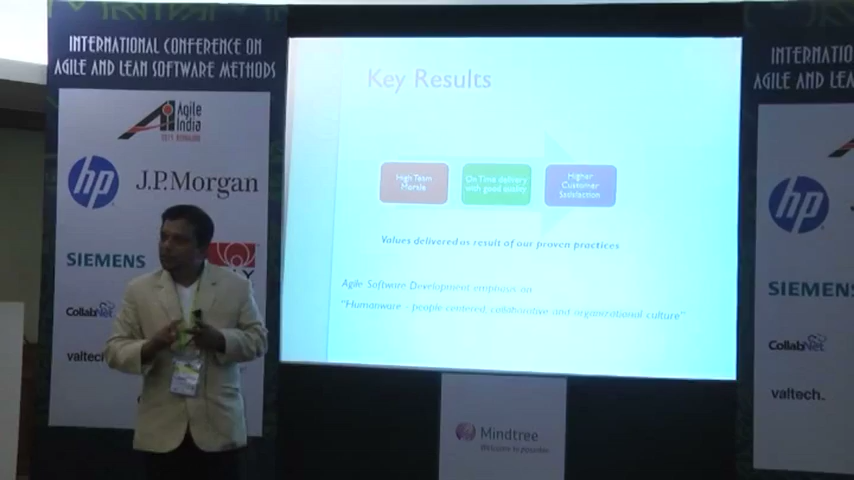 INTERNATIONAL CONFERENCE ON
AGILE AND LEAN SOFTWARE METHODS
Agile
India
hp
J.P.Morgan
SIEMENS
CollabNet
valtech
Key Results
High Team
Morale
On Time delivery
with good quality
Higher
Customer
Satisfaction
Values delivered as result of our proven practices
Agile Software Development emphasis on
"Humanware - people centered, collaborative and organizational culture"
Mindtree
Welcome to possible
INTERNATIO
AGILE AND LEA
hp
SIEMENS
CollabNet
valtech